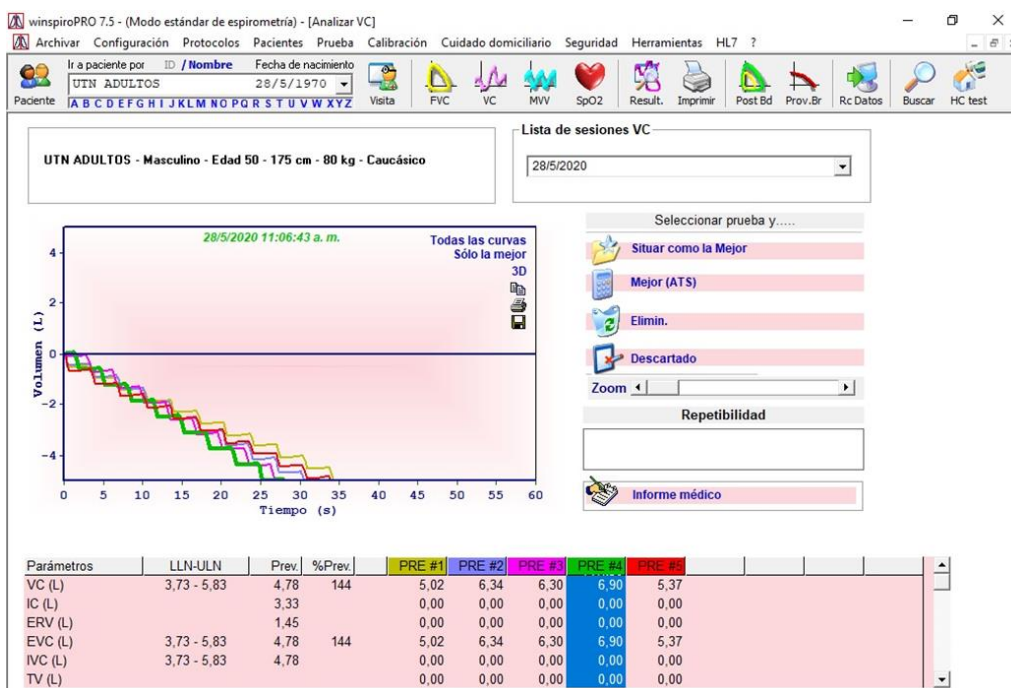 winspiroPRO 7.5 - (Modo estándar de espirometría) - [Analizar VC]
Archivar Configuración Protocolos Pacientes Prueba Calibración Cuidado domiciliario Seguridad Herramientas HL7 ?
Ir a paciente por ID / Nombre Fecha de nacimiento
UTN ADULTOS 28/5/1970
Paciente A B C D E F G H I J K L M N O P Q R S T U V W X Y Z Visita FVC VC MVV SpO2 Result. Imprimir Post Bd Prov.Br Rc Datos Buscar HC test
Lista de sesiones VC
UTN ADULTOS - Masculino - Edad 50 - 175 cm - 80 kg - Caucásico
28/5/2020
Seleccionar prueba y.....
Situar como la Mejor
Mejor (ATS)
Elimin.
Descartado
Zoom
Repetibilidad
Informe médico
28/5/2020 11:06:43 a. m.
Todas las curvas
Sólo la mejor
3D
Volumen (L)
4
2
0
-2
-4
0 5 10 15 20 25 30 35 40 45 50 55 60
Tiempo (s)
Parámetros LLN-ULN Prev. %Prev. PRE #1 PRE #2 PRE #3 PRE #4 PRE #5
VC (L) 3,73 - 5,83 4,78 144 5,02 6,34 6,30 6,90 5,37
IC (L) 3,33 0,00 0,00 0,00 0,00 0,00
ERV (L) 1,45 0,00 0,00 0,00 0,00 0,00
EVC (L) 3,73 - 5,83 4,78 144 5,02 6,34 6,30 6,90 5,37
IVC (L) 3,73 - 5,83 4,78 0,00 0,00 0,00 0,00 0,00
TV (L) 0,00 0,00 0,00 0,00 0,00